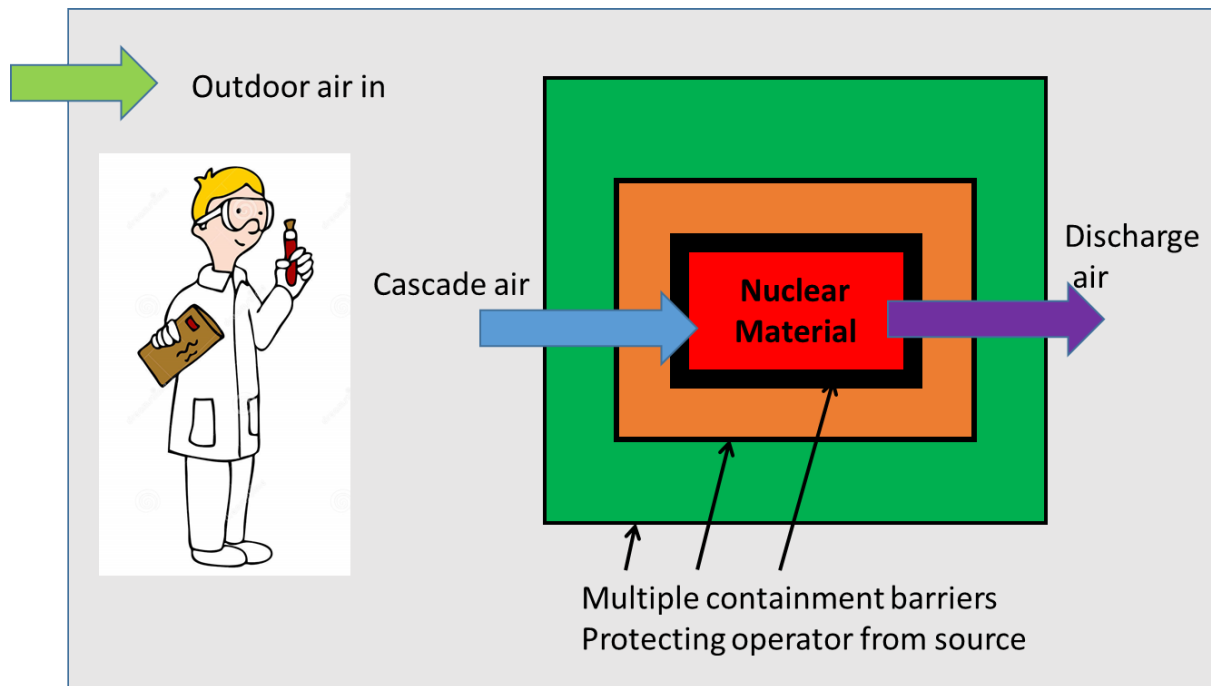 Outdoor air in
Cascade air
Nuclear
Material
Discharge
air
Multiple containment barriers
Protecting operator from source